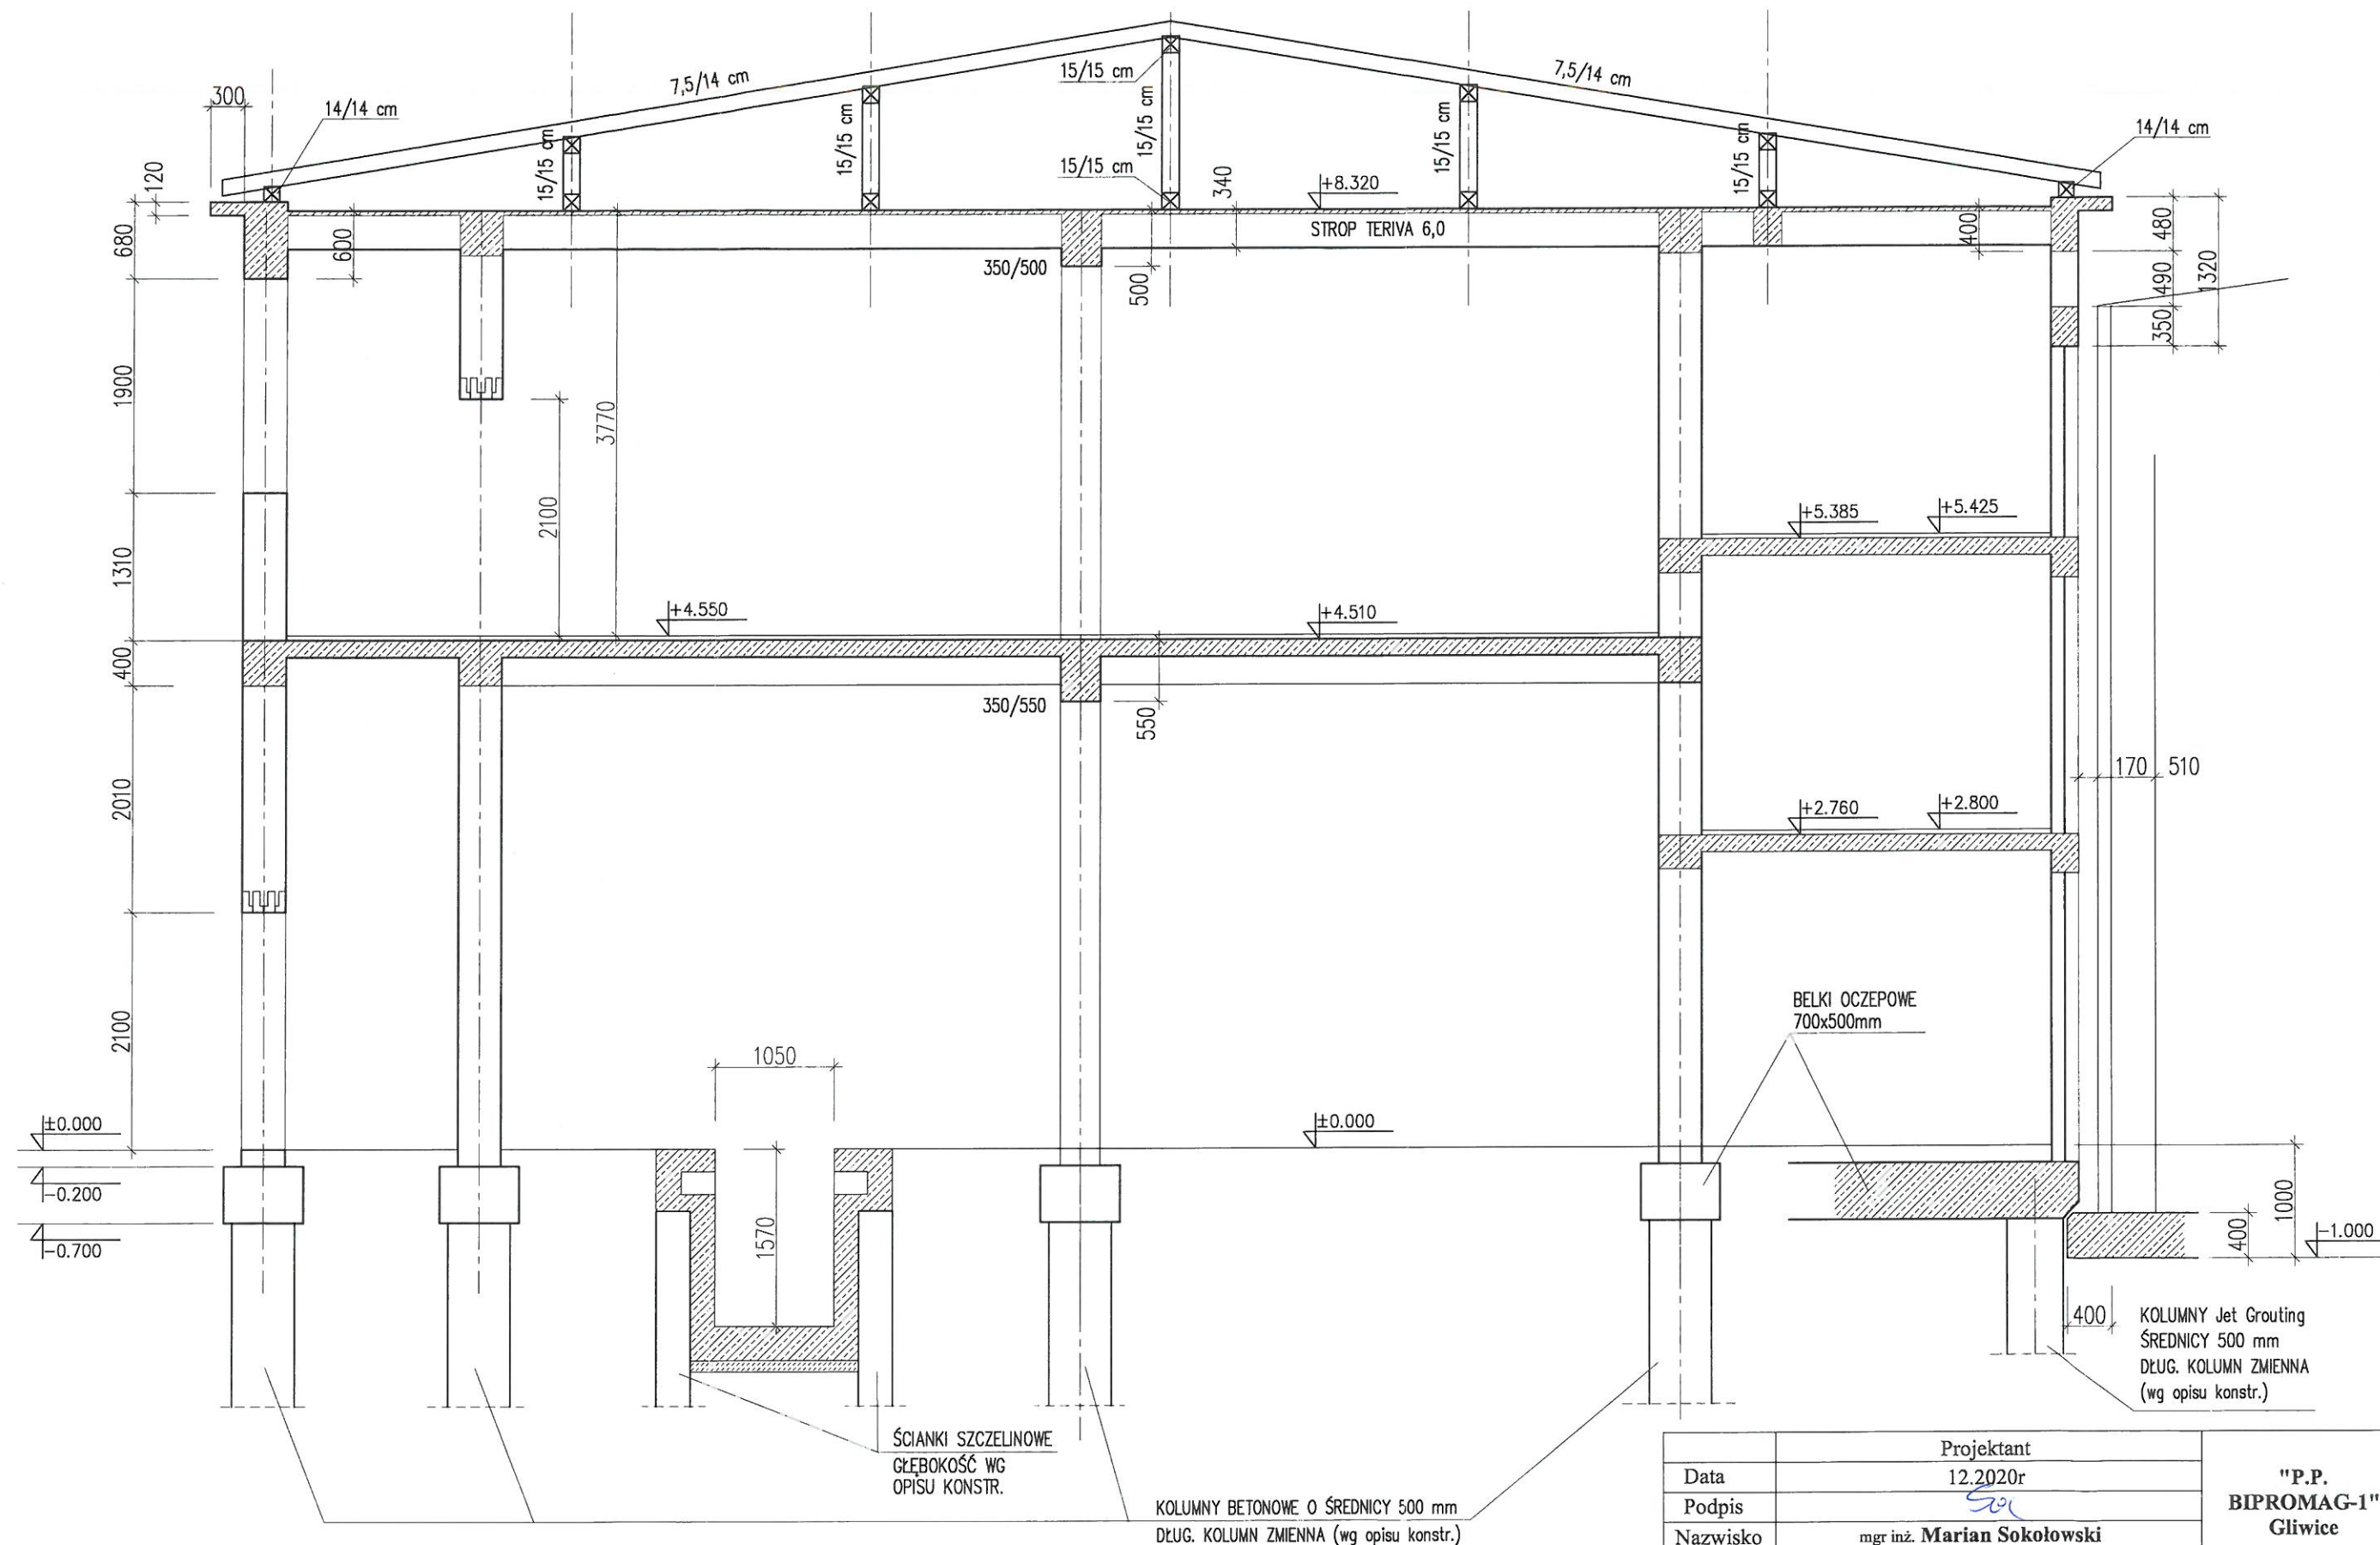 7,5/14 cm
15/15 cm
7,5/14 cm
300
14/14 cm
15/15 cm
15/15 cm
15/15 cm
15/15 cm
15/15 cm
15/15 cm
14/14 cm
120
340
+8.320
680
600
STROP TERIVA 6,0
400
480
350/500
500
490
1320
350
1900
3770
2100
+5.385
+5.425
1310
+4.550
+4.510
400
350/550
550
170
510
2010
+2.760
+2.800
BELKI OCZEPOWE
700x500mm
2100
1050
±0.000
±0.000
-0.200
1570
1000
400
-1.000
-0.700
400
KOLUMNY Jet Grouting
ŚREDNICY 500 mm
DŁUG. KOLUMN ZMIENNA
(wg opisu konstr.)
ŚCIANKI SZCZELINOWE
GŁĘBOKOŚĆ WG
OPISU KONSTR.
KOLUMNY BETONOWE O ŚREDNICY 500 mm
DŁUG. KOLUMN ZMIENNA (wg opisu konstr.)
Projektant
Data 12.2020r
Podpis
Nazwisko mgr inż. Marian Sokołowski
"P.P.
BIPROMAG-1"
Gliwice